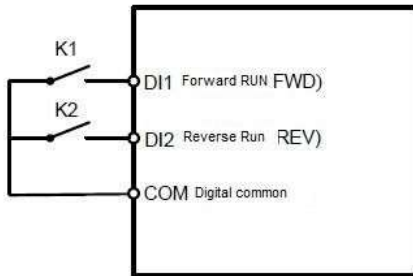 K1
DI1 Forward RUN FWD)
K2
DI2 Reverse Run REV)
COM Digital common